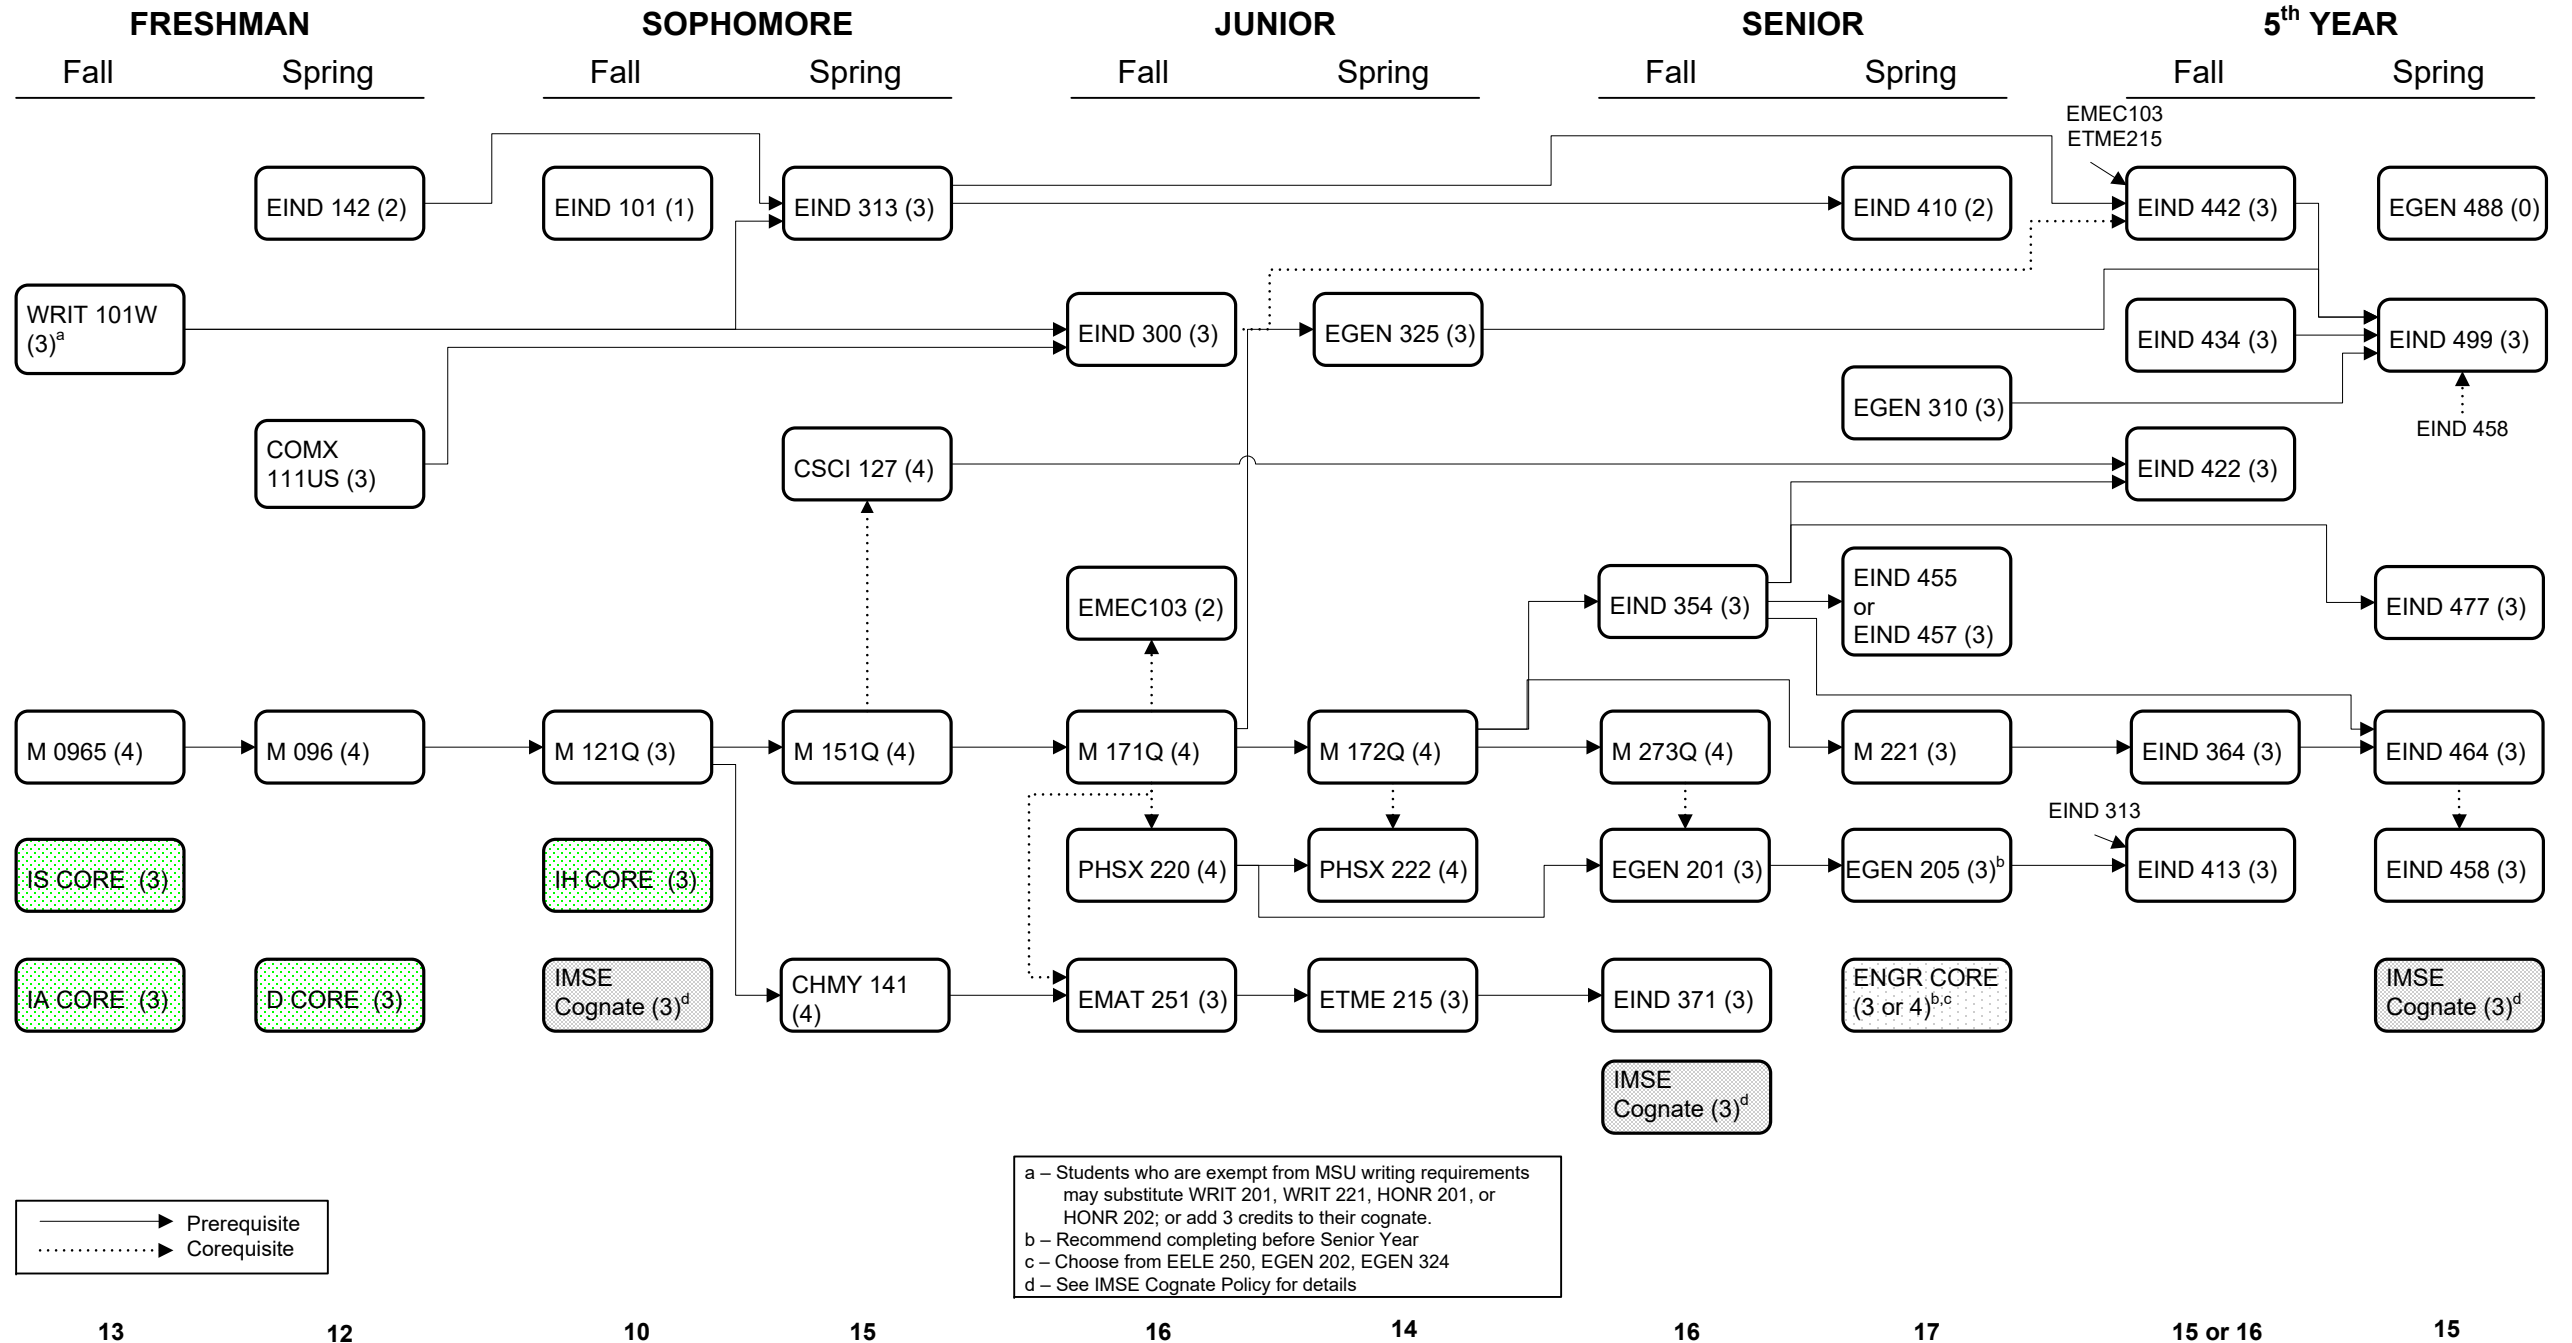 FRESHMAN
SOPHOMORE
JUNIOR
SENIOR
5th YEAR
Fall
Spring
Fall
Spring
Fall
Spring
Fall
Spring
Fall
Spring
EMEC103
ETME215
EIND 142 (2)
EIND 101 (1)
EIND 313 (3)
EIND 410 (2)
EIND 442 (3)
EGEN 488 (0)
WRIT 101W
(3)a
EIND 300 (3)
EGEN 325 (3)
EIND 434 (3)
EIND 499 (3)
EGEN 310 (3)
EIND 458
COMX
111US (3)
CSCI 127 (4)
EIND 422 (3)
EMEC103 (2)
EIND 354 (3)
EIND 455
or
EIND 457 (3)
EIND 477 (3)
M 0965 (4)
M 096 (4)
M 121Q (3)
M 151Q (4)
M 171Q (4)
M 172Q (4)
M 273Q (4)
M 221 (3)
EIND 364 (3)
EIND 464 (3)
EIND 313
IS CORE (3)
IH CORE (3)
PHSX 220 (4)
PHSX 222 (4)
EGEN 201 (3)
EGEN 205 (3)b
EIND 413 (3)
EIND 458 (3)
IA CORE (3)
D CORE (3)
IMSE
Cognate (3)d
CHMY 141
(4)
EMAT 251 (3)
ETME 215 (3)
EIND 371 (3)
ENGR CORE
(3 or 4)b,c
IMSE
Cognate (3)d
IMSE
Cognate (3)d
a – Students who are exempt from MSU writing requirements
may substitute WRIT 201, WRIT 221, HONR 201, or
HONR 202; or add 3 credits to their cognate.
b – Recommend completing before Senior Year
c – Choose from EELE 250, EGEN 202, EGEN 324
d – See IMSE Cognate Policy for details
Prerequisite
Corequisite
13
12
10
15
16
14
16
17
15 or 16
15